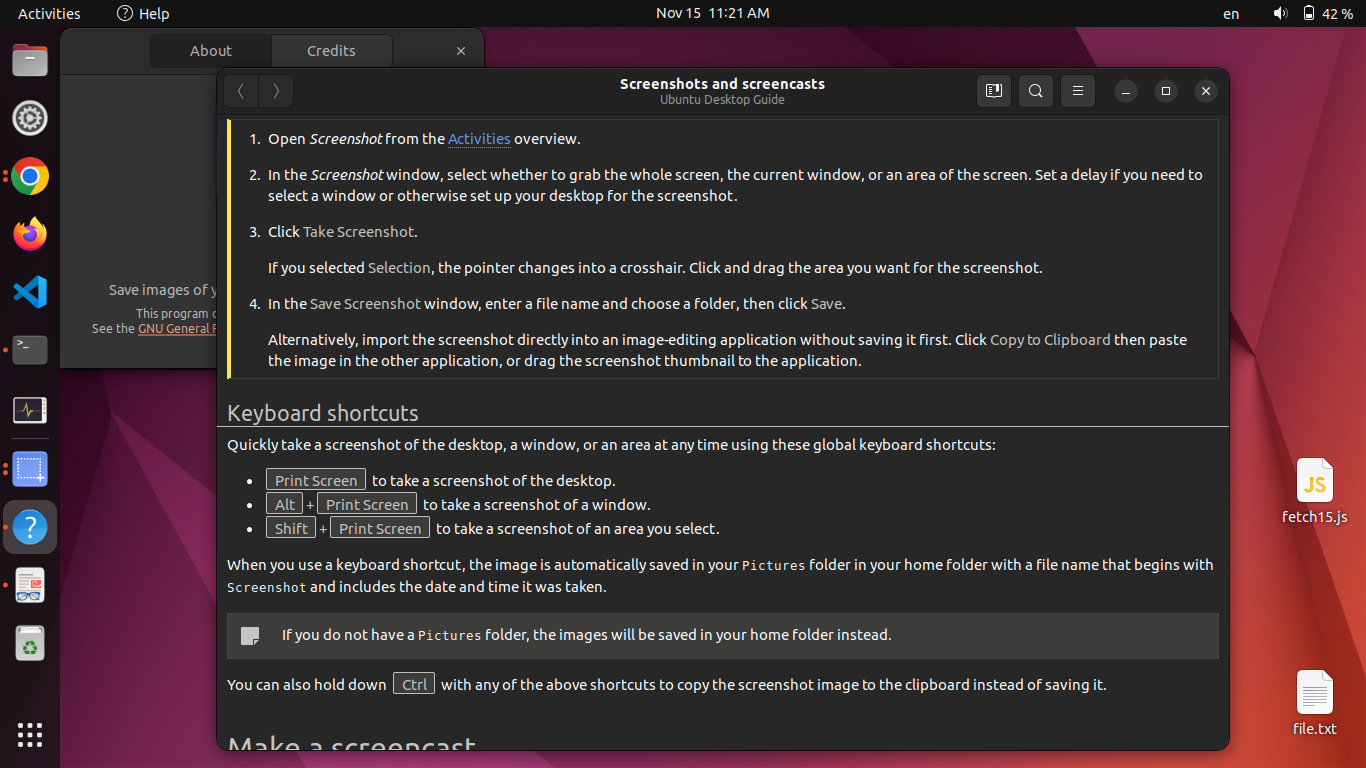 Activities
Help
Nov 15 11:21 AM
en
42 %
About
Credits
Save images of
This program
See the GNU General
Screenshots and screencasts
Ubuntu Desktop Guide
1. Open Screenshot from the Activities overview.
2. In the Screenshot window, select whether to grab the whole screen, the current window, or an area of the screen. Set a delay if you need to
select a window or otherwise set up your desktop for the screenshot.
3. Click Take Screenshot.
If you selected Selection, the pointer changes into a crosshair. Click and drag the area you want for the screenshot.
4. In the Save Screenshot window, enter a file name and choose a folder, then click Save.
Alternatively, import the screenshot directly into an image-editing application without saving it first. Click Copy to Clipboard then paste
the image in the other application, or drag the screenshot thumbnail to the application.
Keyboard shortcuts
Quickly take a screenshot of the desktop, a window, or an area at any time using these global keyboard shortcuts:
• Print Screen to take a screenshot of the desktop.
• Alt + Print Screen to take a screenshot of a window.
• Shift + Print Screen to take a screenshot of an area you select.
When you use a keyboard shortcut, the image is automatically saved in your Pictures folder in your home folder with a file name that begins with
Screenshot and includes the date and time it was taken.
If you do not have a Pictures folder, the images will be saved in your home folder instead.
You can also hold down Ctrl with any of the above shortcuts to copy the screenshot image to the clipboard instead of saving it.
Make a screencast
JS
fetch15.js
file.txt